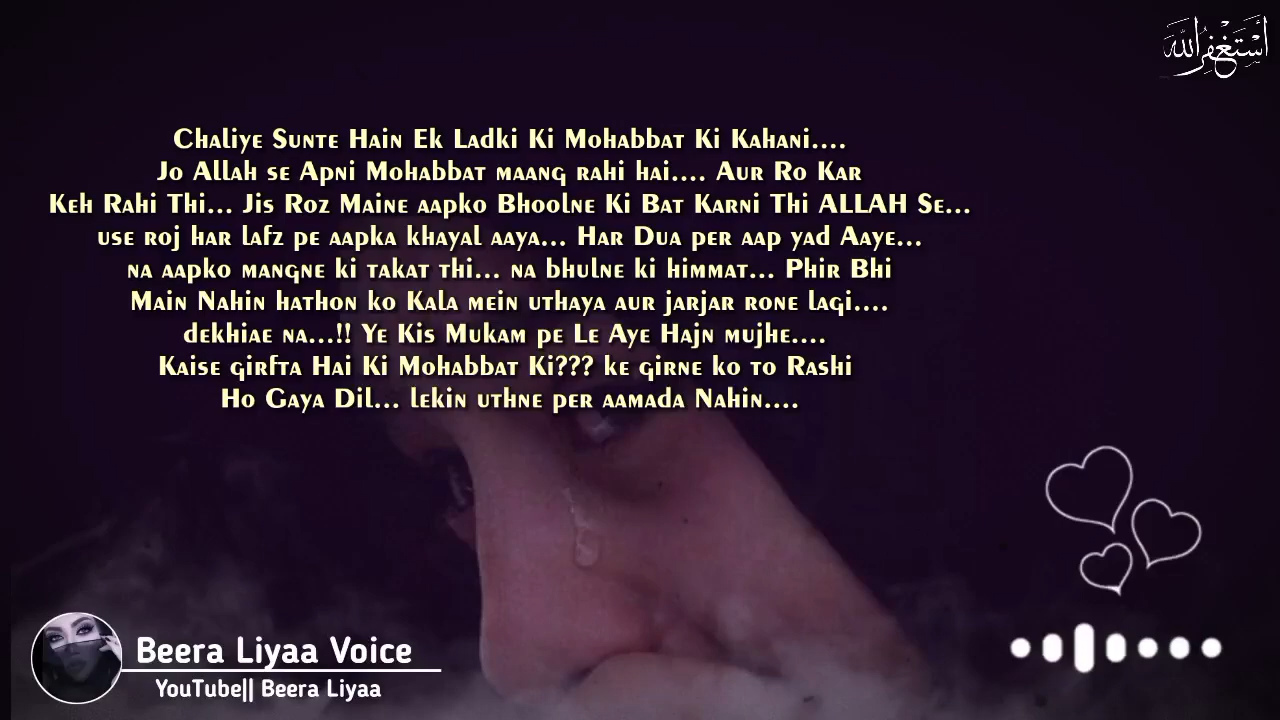 أَسْتَغْفِرُ اللّٰه
Chaliye Sunte Hain Ek Ladki Ki Mohabbat Ki Kahani....
Jo Allah se Apni Mohabbat maang rahi hai.... Aur Ro Kar
Keh Rahi Thi... Jis Roz Maine aapko Bhoolne Ki Bat Karni Thi ALLAH Se...
use roj har lafz pe aapka khayal aaya... Har Dua per aap yad Aaye...
na aapko mangne ki takat thi... na bhulne ki himmat... Phir Bhi
Main Nahin hathon ko Kala mein uthaya aur jarjar rone lagi....
dekhiae na...!! Ye Kis Mukam pe Le Aye Hajn mujhe....
Kaise girfta Hai Ki Mohabbat Ki??? ke girne ko to Rashi
Ho Gaya Dil... lekin uthne per aamada Nahin....
Beera Liyaa Voice
YouTube|| Beera Liyaa